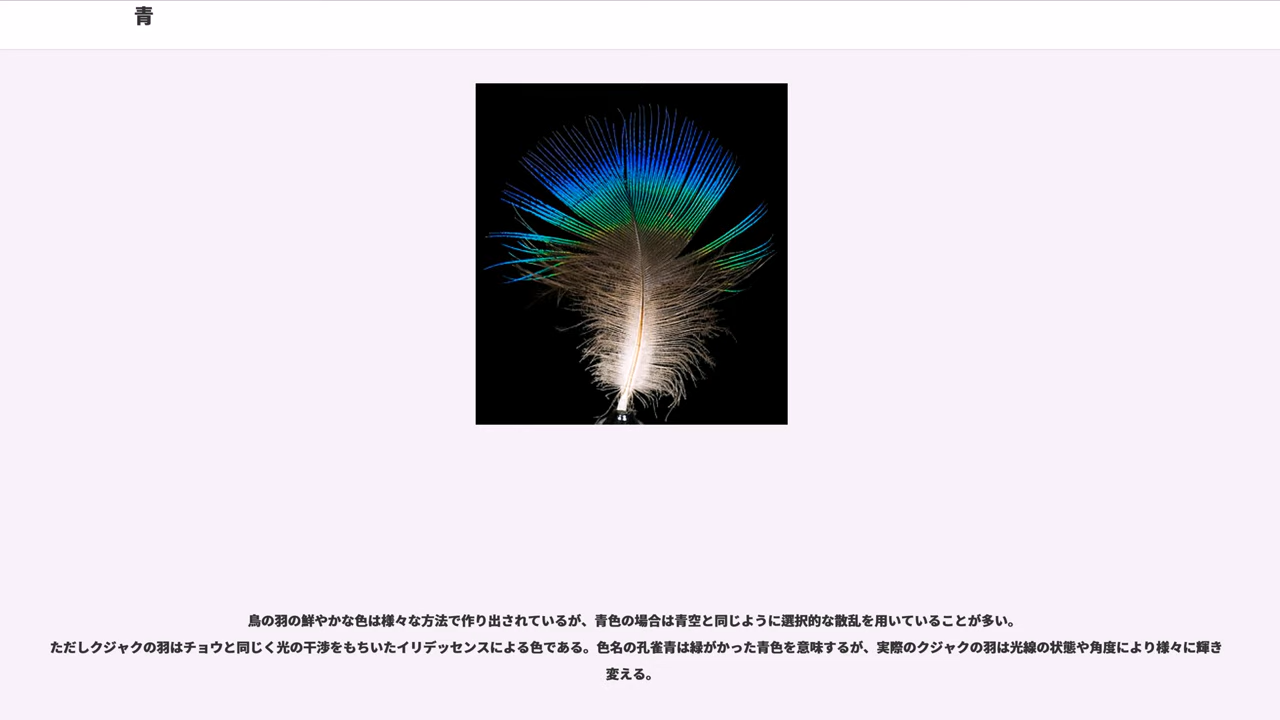 青
鳥の羽の鮮やかな色は様々な方法で作り出されているが、青色の場合は青空と同じように選択的な散乱を用いていることが多い。
ただしクジャクの羽はチョウと同じく光の干渉をもちいたイリデッセンスによる色である。色名の孔雀青は緑がかった青色を意味するが、実際のクジャクの羽は光線の状態や角度により様々に輝き
変える。